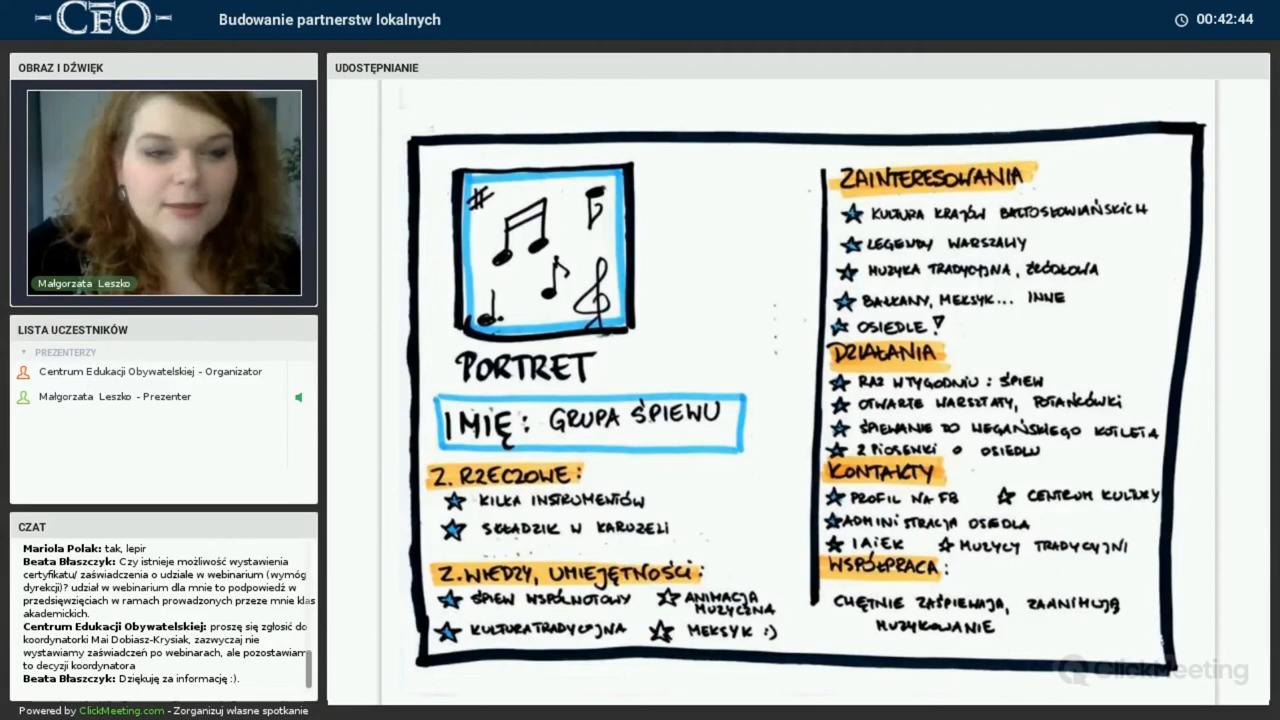 CEO
Budowanie partnerstw lokalnych
00:42:44
OBRAZ I DŹWIĘK
Małgorzata Leszko
LISTA UCZESTNIKÓW
PREZENTERZY
Centrum Edukacji Obywatelskiej - Organizator
Małgorzata Leszko - Prezenter
CZAT
Mariola Polak: tak, lepir
Beata Błaszczyk: Czy istnieje możliwość wystawienia
certyfikatu/ zaświadczenia o udziale w webinarium (wymóg
dyrekcji)? udział w webinarium dla mnie to podpowiedź w
przedsięwzięciach w ramach prowadzonych przeze mnie klas
akademickich.
Centrum Edukacji Obywatelskiej: proszę się zgłosić do
koordynatorki Mai Dobiasz-Krysiak, zazwyczaj nie
wystawiamy zaświadczeń po webinarach, ale pozostawiam
to decyzji koordynatora
Beata Błaszczyk: Dziękuję za informację :).
Powered by ClickMeeting.com - Zorganizuj własne spotkanie
UDOSTĘPNIANIE
PORTRET
IMIĘ: GRUPA ŚPIEWU
Z. RZECZOWE:
KILKA INSTRUMENTÓW
SKŁADZIK W KARUZELI
Z. WIEDZY, UMIEJĘTNOŚCI:
ŚPIEW WSPÓLNOTOWY
ANIMACJA
MUZYCZNA
KULTURA TRADYCYJNA
MEKSYK :)
ZAINTERESOWANIA
KULTURA KRAJÓW BAŁTOSŁOWIAŃSKICH
LEGENDY WARSZAWY
MUZYKA TRADYCYJNA, ŹRÓDŁOWA
BAŁKANY, MEKSYK... INNE
OSIEDLE!
DZIAŁANIA
RAZ W TYGODNIU: ŚPIEW
OTWARTE WARSZTATY, POTAŃCÓWKI
ŚPIEWANIE DO WEGAŃSKIEGO KOTLETA
2 PIOSENKI O OSIEDLU
KONTAKTY
PROFIL NA FB
CENTRUM KULTURY
ADMINISTRACJA OSIEDLA
JAIEK
MUZYCY TRADYCYJNI
WSPÓŁPRACA:
CHĘTNIE ZAŚPIEWAJĄ, ZAANIMUJĄ
MUZYKOWANIE
ClickMeeting